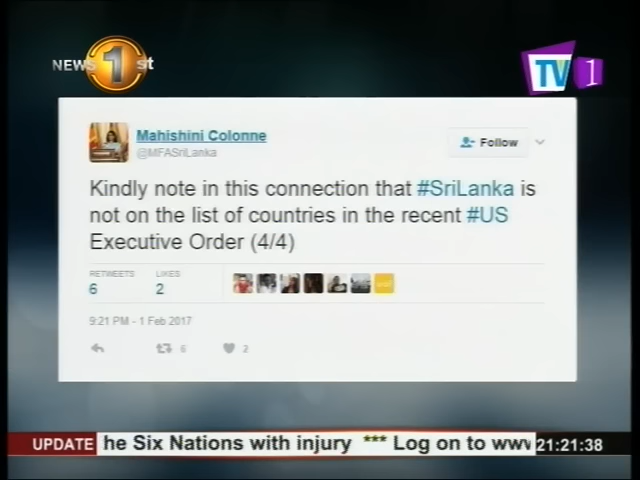 NEWS 1st
TV 1
Mahishini Colonne
@MFASriLanka
Follow
Kindly note in this connection that #SriLanka is
not on the list of countries in the recent #US
Executive Order (4/4)
RETWEETS LIKES
6 2
9:21 PM - 1 Feb 2017
6 2
UPDATE he Six Nations with injury *** Log on to www 21:21:38